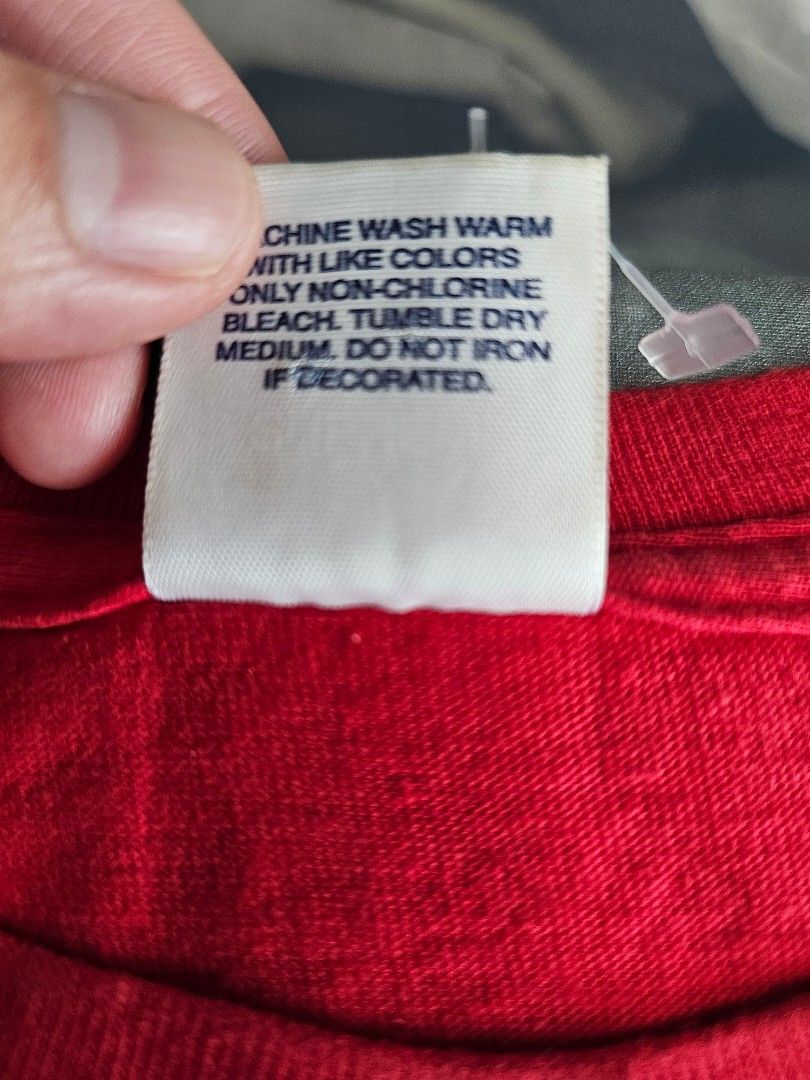 CHINE WASH WARM
WITH LIKE COLORS
ONLY NON-CHLORINE
BLEACH. TUMBLE DRY
MEDIUM. DO NOT IRON
IF DECORATED.